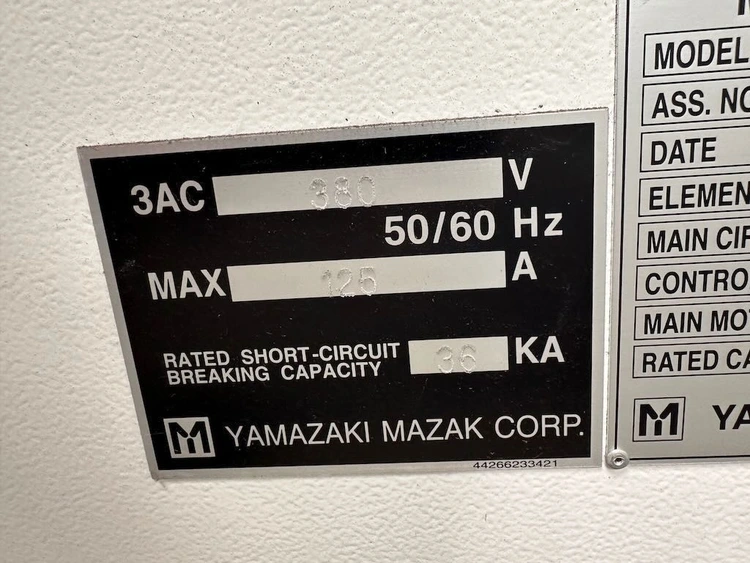 3AC 380 V
50/60 Hz
MAX 125 A
RATED SHORT-CIRCUIT
BREAKING CAPACITY 36 KA
M YAMAZAKI MAZAK CORP.
44266233421
MODEL
ASS. NO
DATE
ELEMEN
MAIN CIR
CONTRO
MAIN MO
RATED CA
M YA